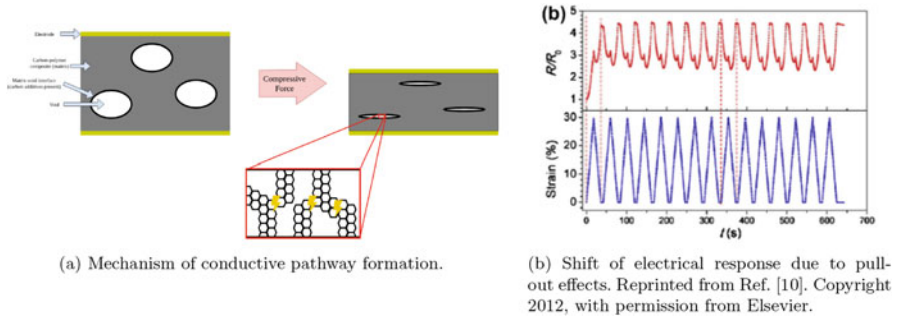 Electrode
Carbon-polymer
composite (matrix)
Matrix-void interface
(carbon additive present)
Void
Compressive
Force
(a) Mechanism of conductive pathway formation.
(b)
R/R0
5
4
3
2
1
Strain (%)
30
20
10
0
0 100 200 300 400 500 600 700
t (s)
(b) Shift of electrical response due to pull-
out effects. Reprinted from Ref. [10]. Copyright
2012, with permission from Elsevier.